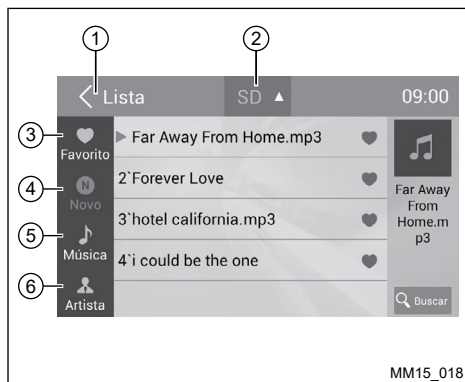 1
2
Lista
SD ▲
09:00
3
Favorito
Far Away From Home.mp3
4
N
Novo
2`Forever Love
5
Música
3`hotel california.mp3
6
Artista
4`i could be the one
Far Away
From
Home.m
p3
Buscar
MM15_018